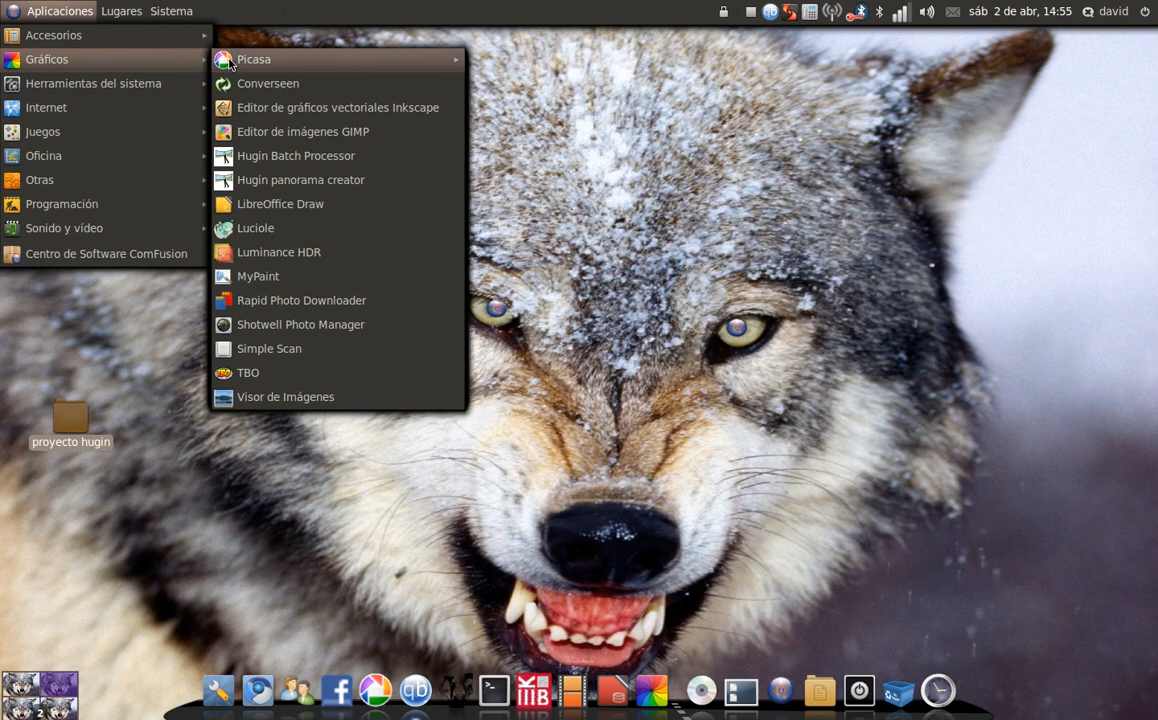 Aplicaciones Lugares Sistema
sáb 2 de abr, 14:55 david
Accesorios
Gráficos
Herramientas del sistema
Internet
Juegos
Oficina
Otras
Programación
Sonido y vídeo
Centro de Software ComFusion
Picasa
Converseen
Editor de gráficos vectoriales Inkscape
Editor de imágenes GIMP
Hugin Batch Processor
Hugin panorama creator
LibreOffice Draw
Luciole
Luminance HDR
MyPaint
Rapid Photo Downloader
Shotwell Photo Manager
Simple Scan
TBO
Visor de Imágenes
proyecto hugin
2
f
qb
>_
KMB